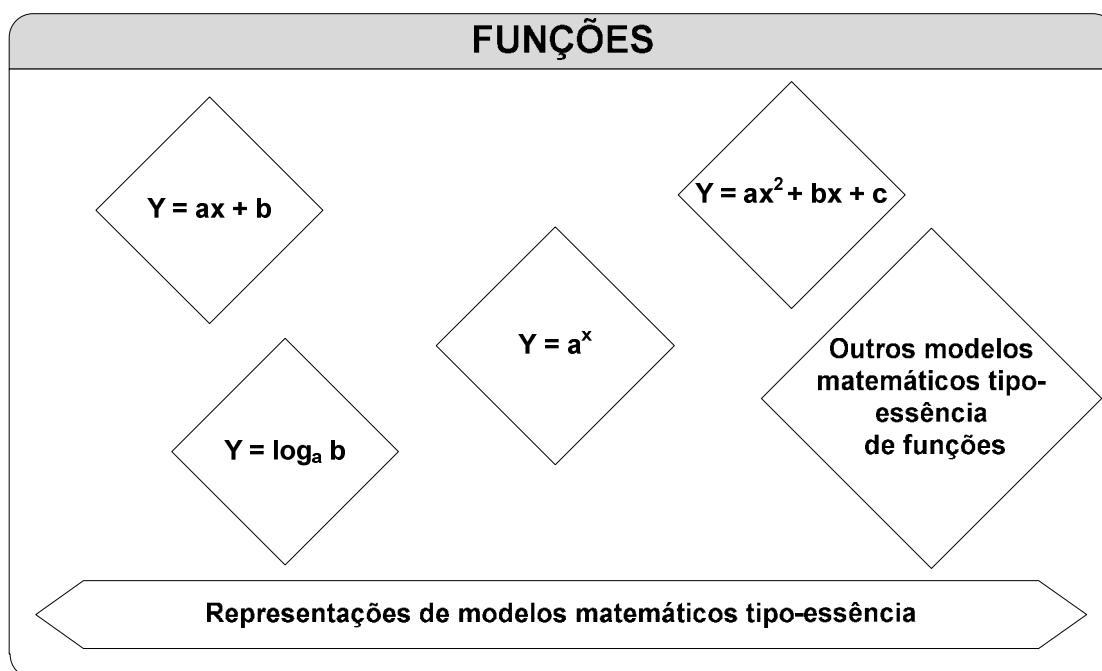 FUNÇÕES
Y = ax + b
Y = ax² + bx + c
Y = aˣ
Outros modelos
matemáticos tipo-
essência
de funções
Y = logₐ b
Representações de modelos matemáticos tipo-essência